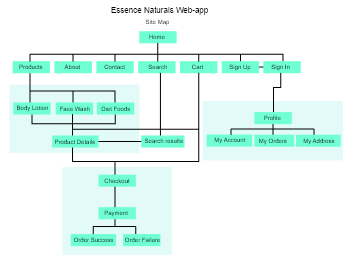 Essence Naturals Web-app
Site Map
Home
Products
About
Contact
Search
Cart
Sign Up
Sign In
Body Lotion
Face Wash
Diet Foods
Profile
Product Details
Search results
My Account
My Orders
My Address
Checkout
Payment
Order Success
Order Failure